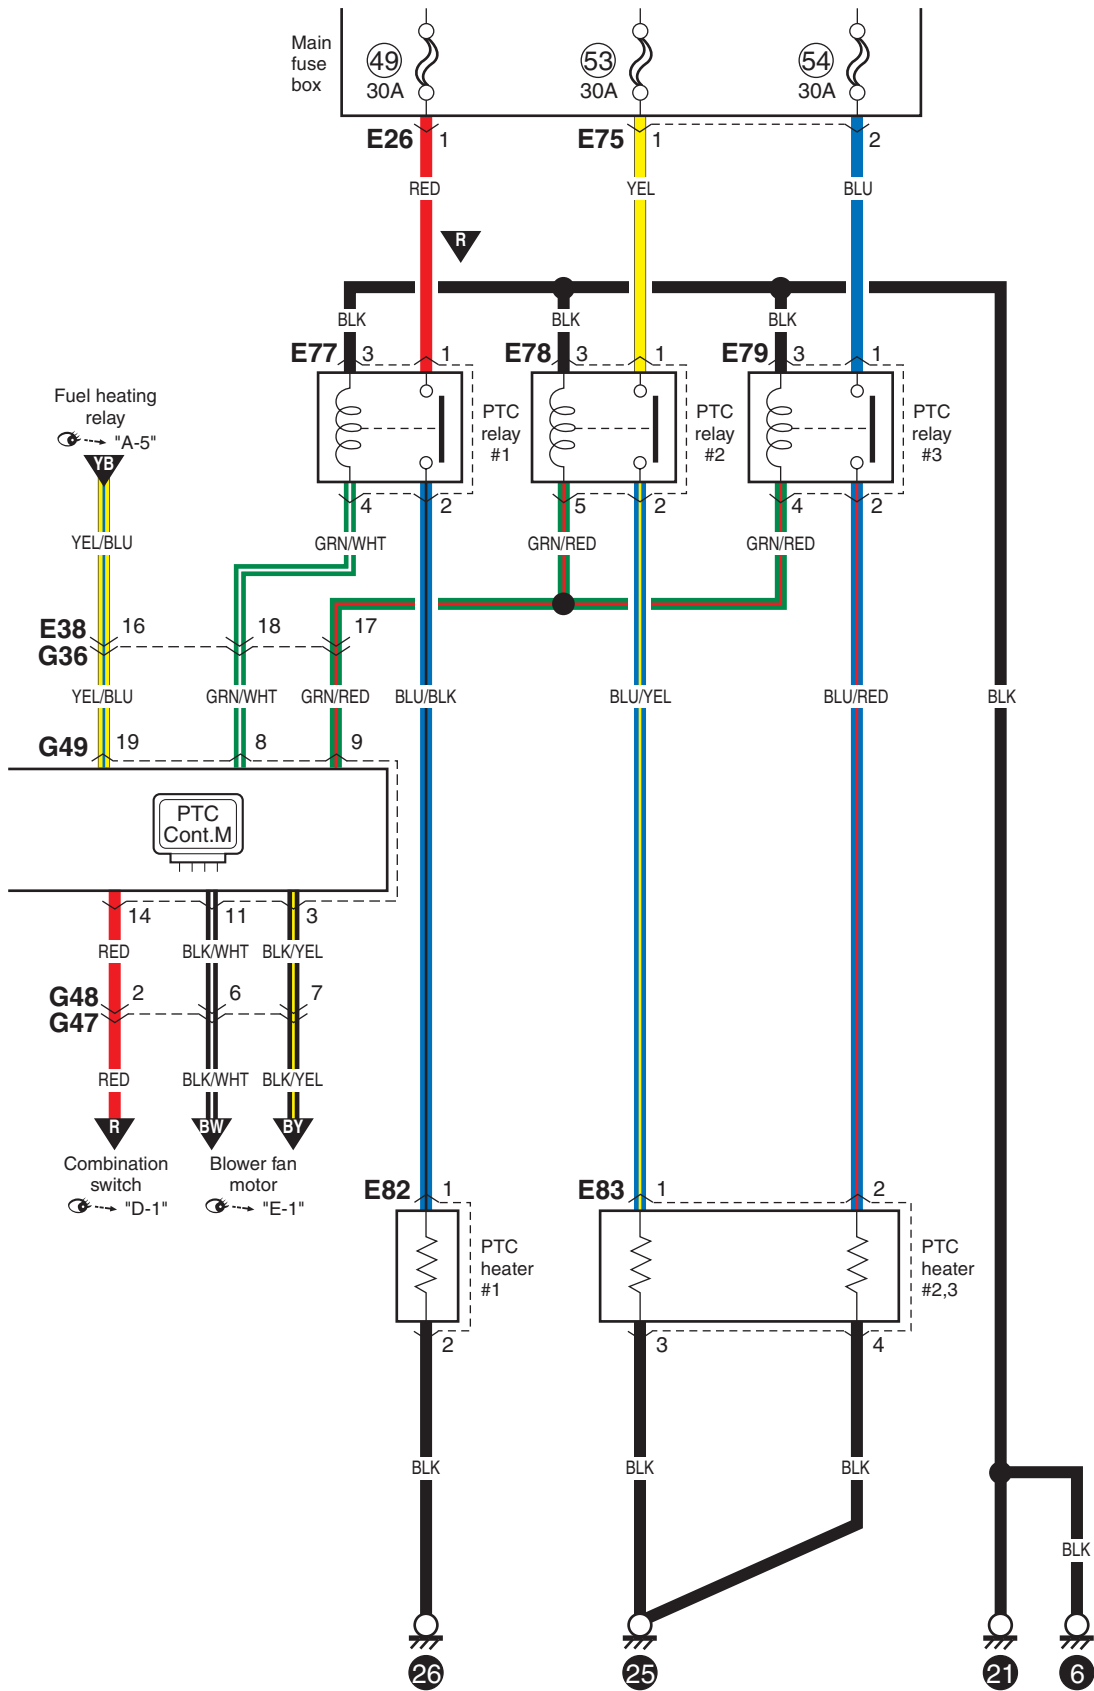 Main
fuse
box
49
30A
53
30A
54
30A
E26
1
E75
1
2
RED
YEL
BLU
R
BLK
BLK
BLK
E77
3
1
E78
3
1
E79
3
1
PTC
relay
#1
PTC
relay
#2
PTC
relay
#3
Fuel heating
relay
"A-5"
YB
4
2
5
2
4
2
YEL/BLU
GRN/WHT
GRN/RED
GRN/RED
E38
16
18
17
G36
YEL/BLU
GRN/WHT
GRN/RED
BLU/BLK
BLU/YEL
BLU/RED
BLK
G49
19
8
9
PTC
Cont.M
14
11
3
RED
BLK/WHT
BLK/YEL
G48
2
6
7
G47
RED
BLK/WHT
BLK/YEL
R
BW
BY
Combination
switch
"D-1"
Blower fan
motor
"E-1"
E82
1
E83
1
2
PTC
heater
#1
PTC
heater
#2,3
2
3
4
BLK
BLK
BLK
BLK
26
25
21
6